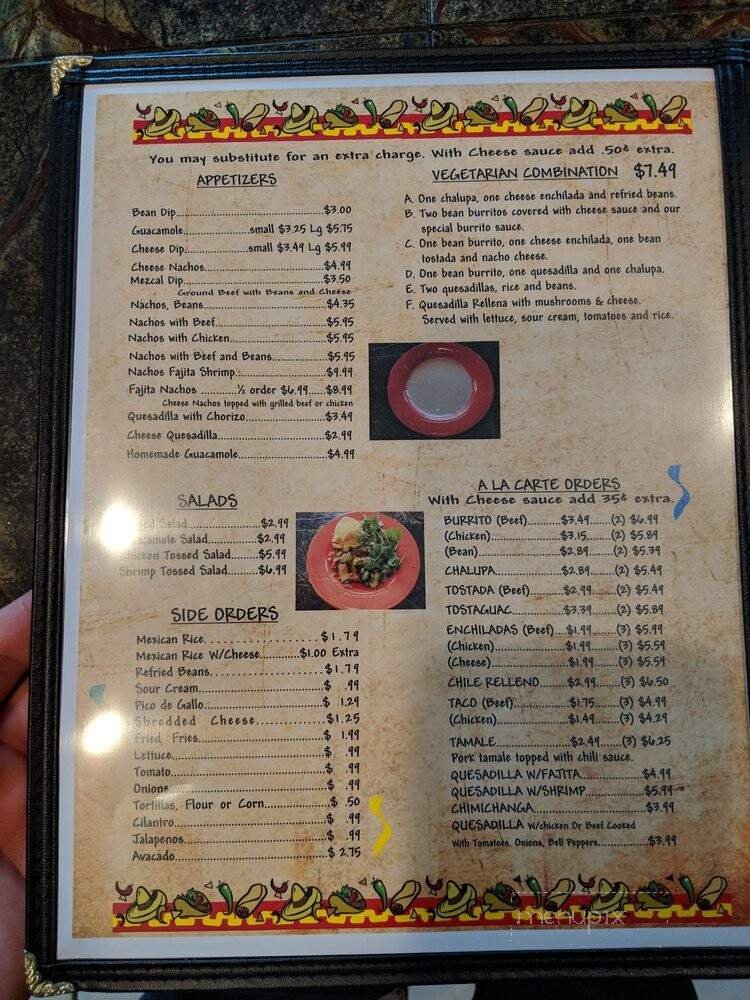 You may substitute for an extra charge. With Cheese sauce add .50¢ extra.
APPETIZERS
Bean Dip...........................................$3.00
Guacamole...................small $3.25 Lg $5.75
Cheese Dip..................small $3.49 Lg $5.99
Cheese Nachos..............................$4.99
Mezcal Dip.....................................$3.50
Ground Beef with Beans and Cheese
Nachos, Beans................................$4.35
Nachos with Beef............................$5.95
Nachos with Chicken.......................$5.95
Nachos with Beef and Beans.............$5.95
Nachos Fajita Shrimp......................$9.99
Fajita Nachos ..........½ order $6.99.....$8.99
Cheese Nachos topped with grilled beef or chicken
Quesadilla with Chorizo...................$3.49
Cheese Quesadilla...........................$2.99
Homemade Guacamole.....................$4.99
VEGETARIAN COMBINATION $7.49
A. One chalupa, one cheese enchilada and refried beans.
B. Two bean burritos covered with cheese sauce and our
special burrito sauce.
C. One bean burrito, one cheese enchilada, one bean
tostada and nacho cheese.
D. One bean burrito, one quesadilla and one chalupa.
E. Two quesadillas, rice and beans.
F. Quesadilla Rellena with mushrooms & cheese.
Served with lettuce, sour cream, tomatoes and rice.
SALADS
Salad...................$2.99
Salad.............$2.99
Chicken Tossed Salad.......$5.99
Shrimp Tossed Salad.........$6.99
SIDE ORDERS
Mexican Rice.....................$1.79
Mexican Rice W/Cheese...........$1.00 Extra
Refried Beans....................$1.79
Sour Cream...........................$ .99
Pico de Gallo.........................$ 1.29
Shredded Cheese...............$1.25
Fried, Fries............................$ 1.99
Lettuce.................................$ .99
Tomato.................................$ .99
Onions..................................$ .99
Tortillas, Flour or Corn...........$ .50
Cilantro.................................$ .99
Jalapenos..............................$ .99
Avacado................................$ 2.75
A LA CARTE ORDERS
With Cheese sauce add 35¢ extra.
BURRITO (Beef).........$3.49......(2) $6.99
(Chicken)....................$3.15......(2) $5.89
(Bean).......................$2.89......(2) $5.39
CHALUPA...................$2.89......(2) $5.49
TOSTADA (Beef).........$2.99......(2) $5.49
TOSTAGUAC...............$3.39......(2) $5.89
ENCHILADAS (Beef)....$1.99......(3) $5.99
(Chicken)....................$1.99......(3) $5.59
(Cheese).....................$1.99......(3) $5.59
CHILE RELLENO........$2.99......(3) $6.50
TACO (Beef)...............$1.75......(3) $4.99
(Chicken)....................$1.49......(3) $4.29
TAMALE.....................$2.49......(3) $6.25
Pork tamale topped with chili sauce.
QUESADILLA W/FAJITA.................$4.99
QUESADILLA W/SHRIMP................$5.99
CHIMICHANGA.............................$3.99
QUESADILLA W/chicken Or Beef Cooked
With Tomatoes, Onions, Bell Peppers..............$3.99
menupix